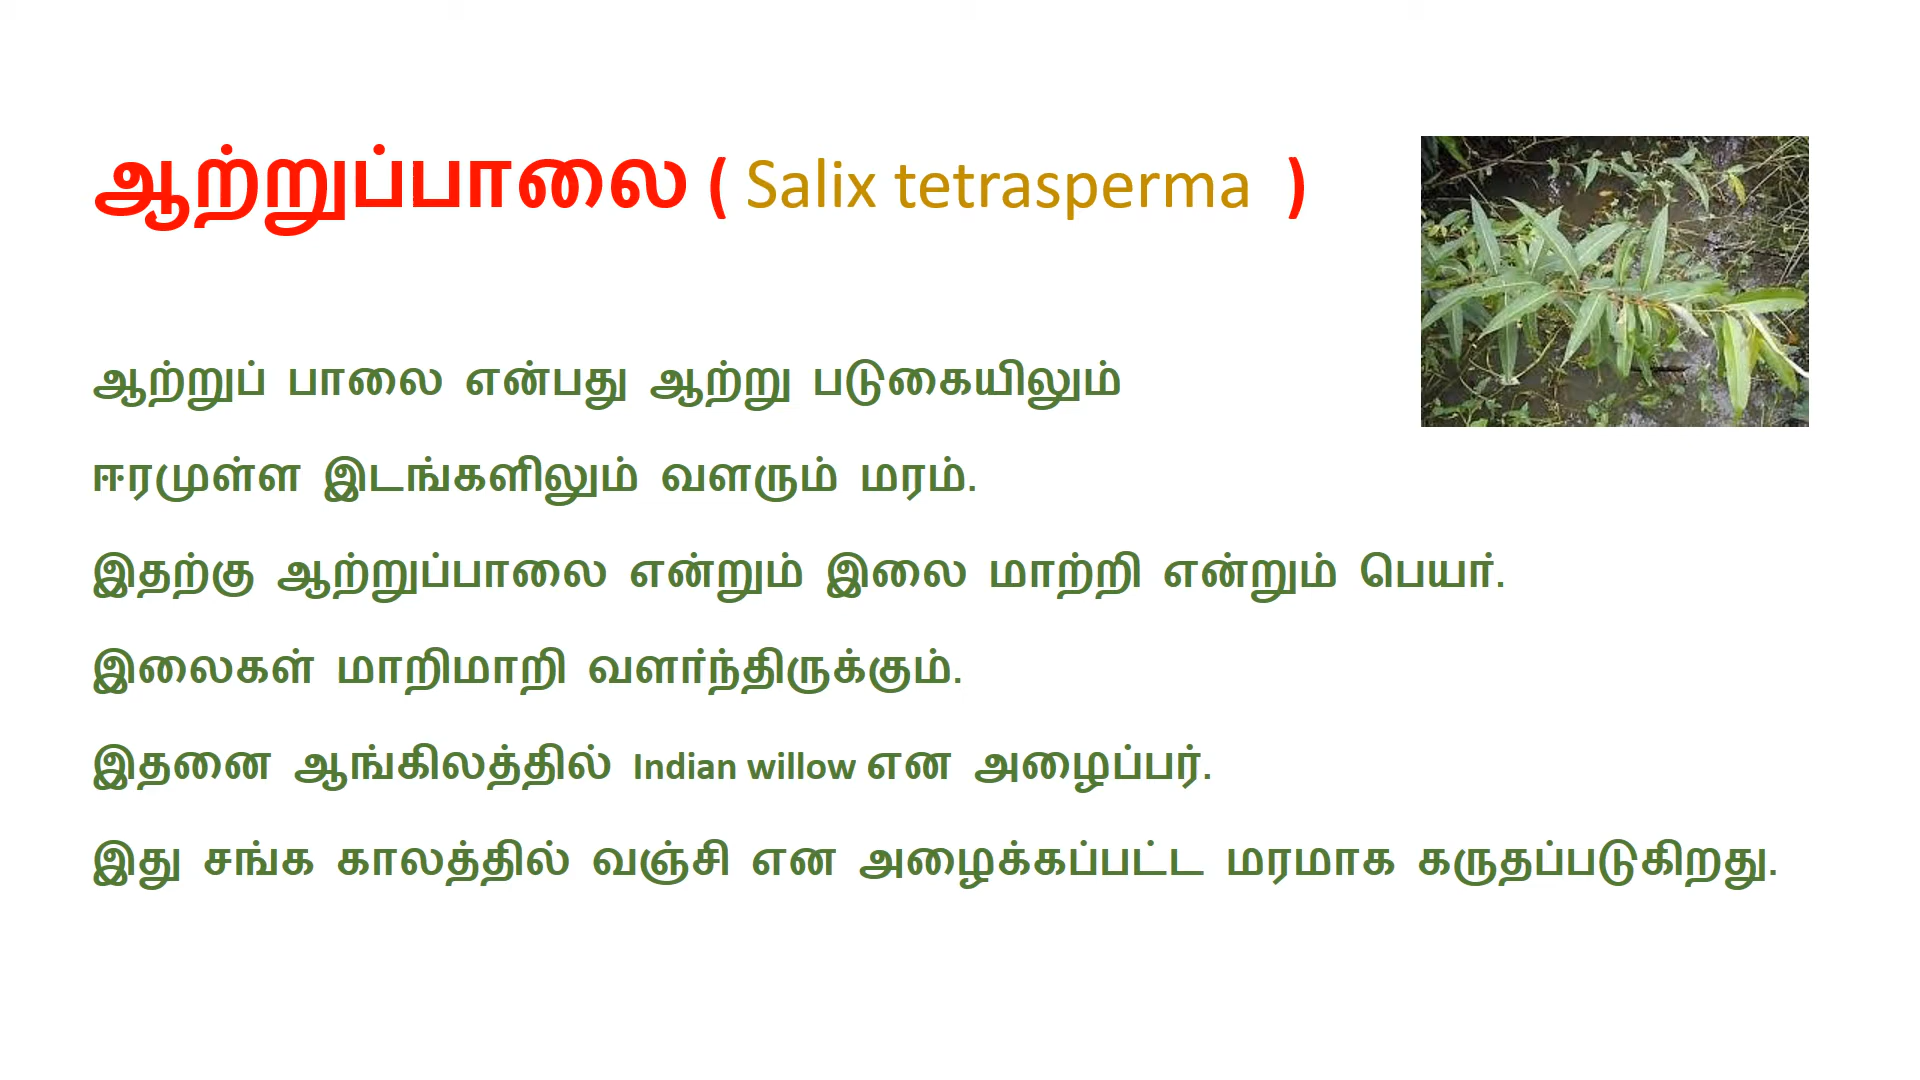 ஆற்றுப்பாலை ( Salix tetrasperma )
ஆற்றுப் பாலை என்பது ஆற்று படுகையிலும்
ஈரமுள்ள இடங்களிலும் வளரும் மரம்.
இதற்கு ஆற்றுப்பாலை என்றும் இலை மாற்றி என்றும் பெயர்.
இலைகள் மாறிமாறி வளர்ந்திருக்கும்.
இதனை ஆங்கிலத்தில் Indian willow என அழைப்பர்.
இது சங்க காலத்தில் வஞ்சி என அழைக்கப்பட்ட மரமாக கருதப்படுகிறது.